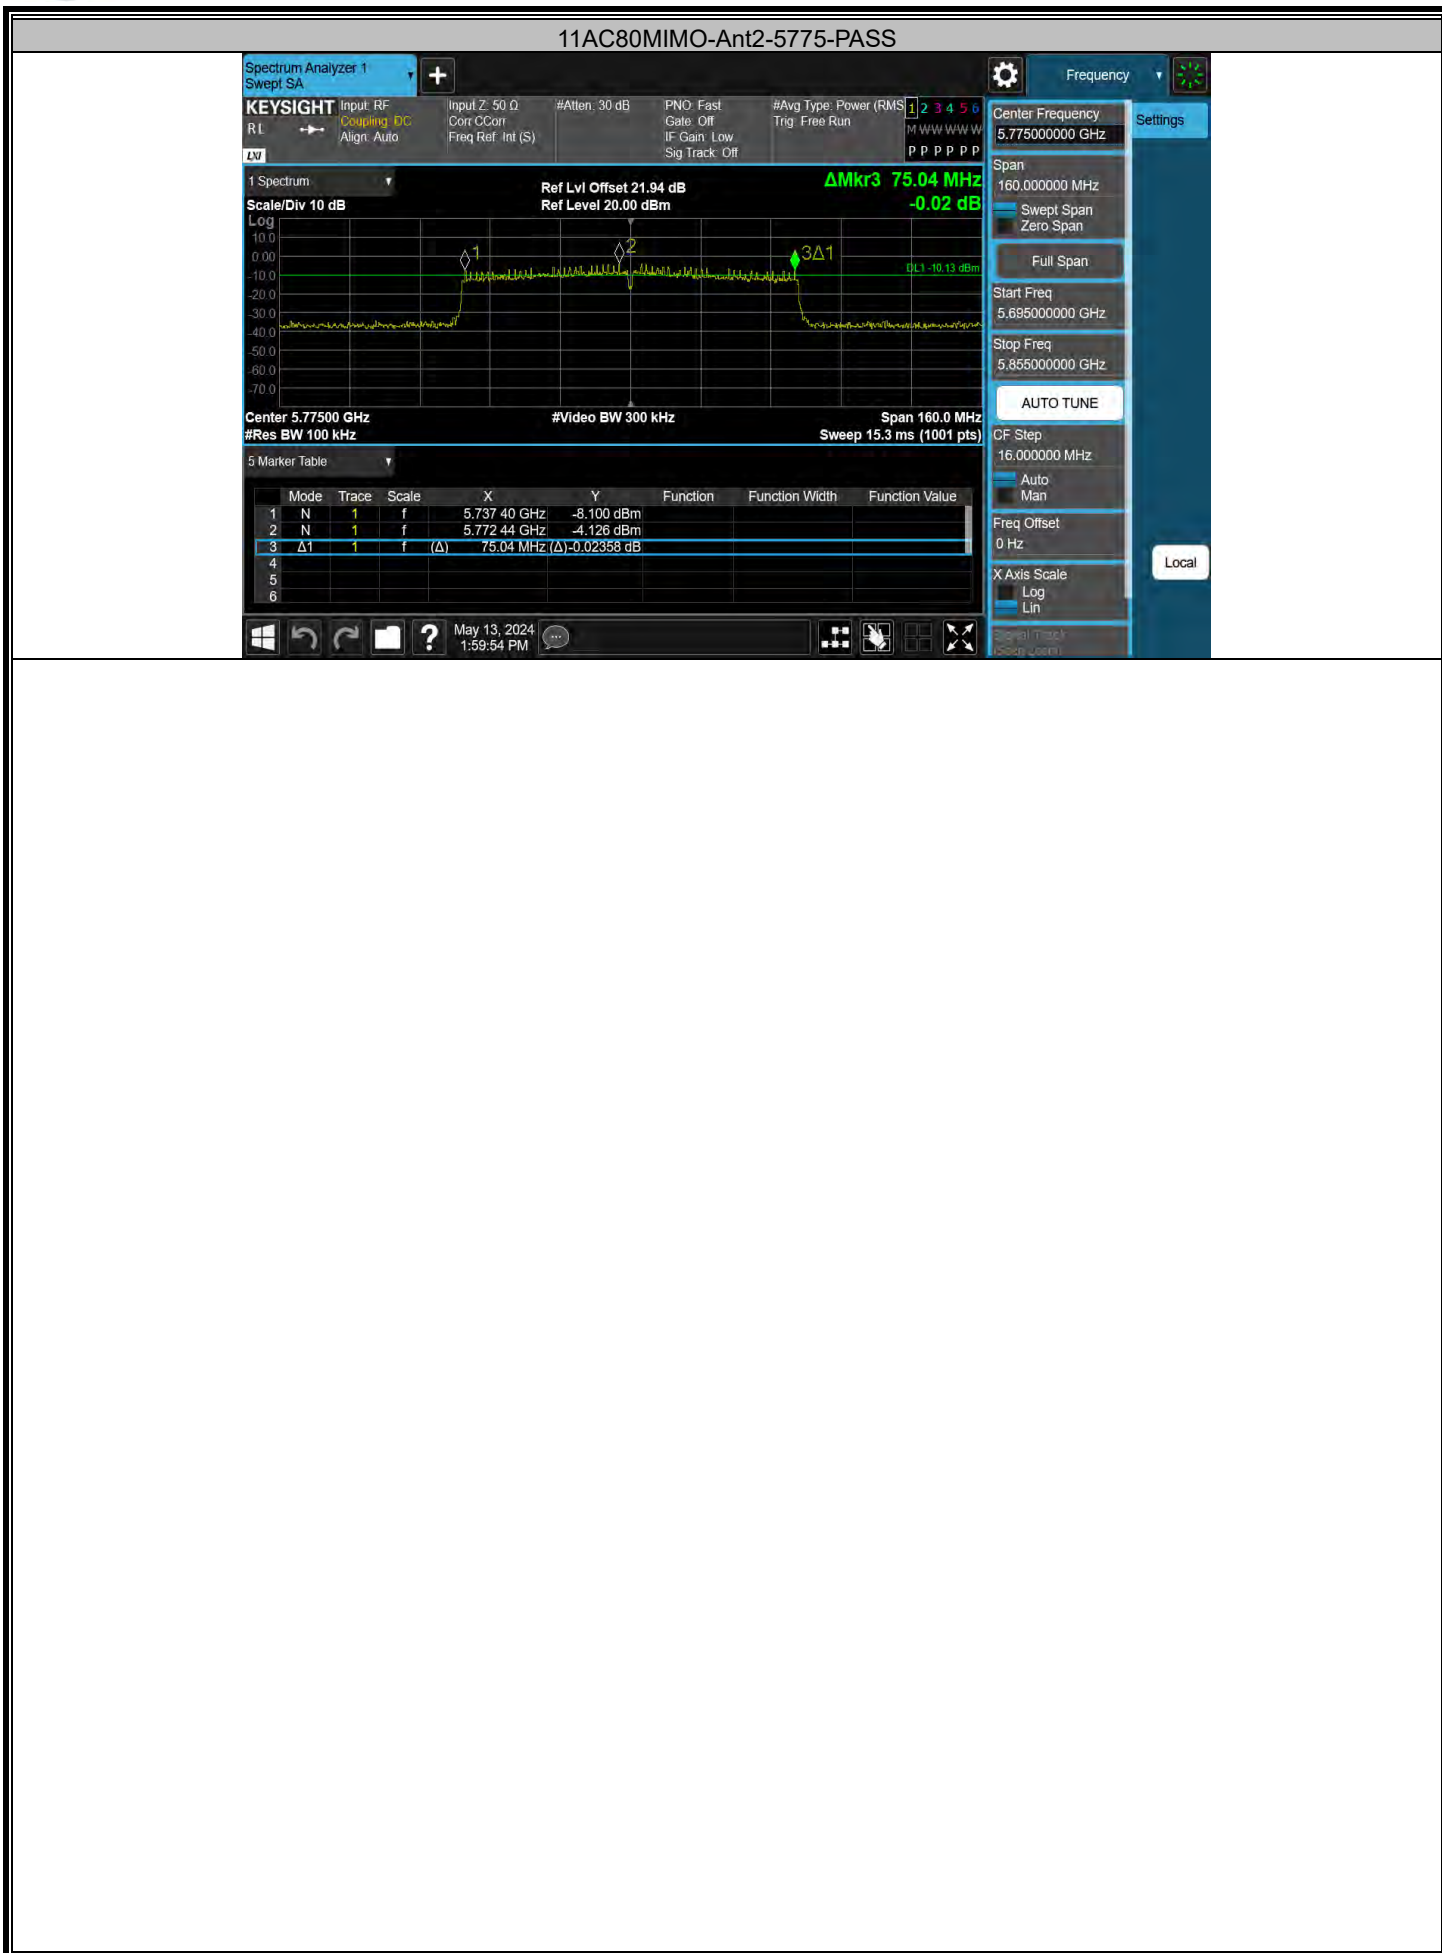 11AC80MIMO-Ant2-5775-PASS
Spectrum Analyzer 1
Swept SA
Frequency
KEYSIGHT
RL
LXI
Input: RF
Coupling: DC
Align: Auto
Input Z: 50 Ω
Corr CCorr
Freq Ref: Int (S)
#Atten: 30 dB
PNO: Fast
Gate: Off
IF Gain: Low
Sig Track: Off
#Avg Type: Power (RMS
Trig: Free Run
1 2 3 4 5 6
M W W W W W
P P P P P P
1 Spectrum
Scale/Div 10 dB
Ref Lvl Offset 21.94 dB
Ref Level 20.00 dBm
ΔMkr3 75.04 MHz
-0.02 dB
Log
10.0
0.00
-10.0
-20.0
-30.0
-40.0
-50.0
-60.0
-70.0
1
2
3Δ1
DL1 -10.13 dBm
Center 5.77500 GHz
#Res BW 100 kHz
#Video BW 300 kHz
Span 160.0 MHz
Sweep 15.3 ms (1001 pts)
5 Marker Table
Mode Trace Scale X Y Function Function Width Function Value
1 N 1 f 5.737 40 GHz -8.100 dBm
2 N 1 f 5.772 44 GHz -4.126 dBm
3 Δ1 1 f (Δ) 75.04 MHz (Δ) -0.02358 dB
4
5
6
?
May 13, 2024
1:59:54 PM
Center Frequency
5.775000000 GHz
Settings
Span
160.000000 MHz
Swept Span
Zero Span
Full Span
Start Freq
5.695000000 GHz
Stop Freq
5.855000000 GHz
AUTO TUNE
CF Step
16.000000 MHz
Auto
Man
Freq Offset
0 Hz
X Axis Scale
Log
Lin
Signal Track
(Span Zoom)
Local